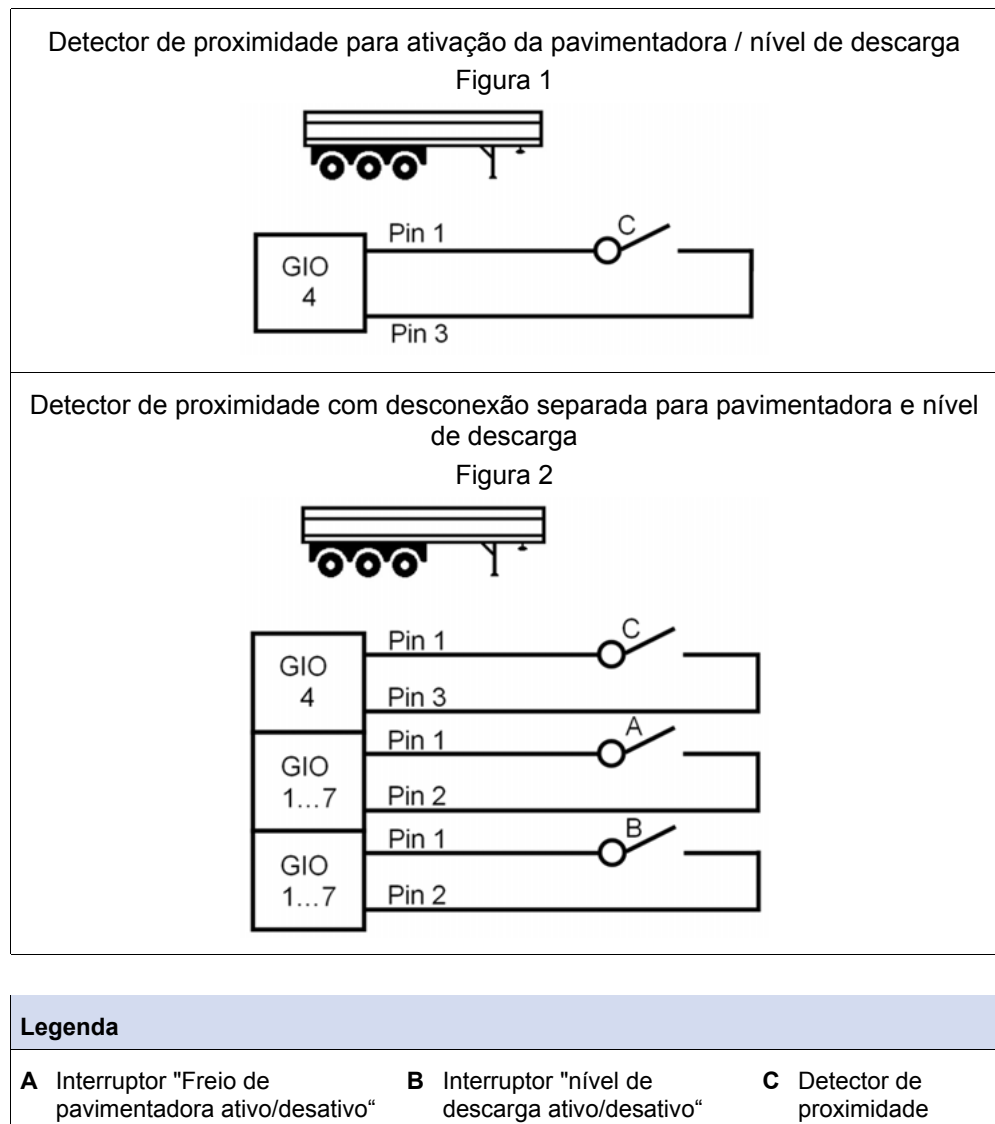 Detector de proximidade para ativação da pavimentadora / nível de descarga
Figura 1
Pin 1
C
GIO
4
Pin 3
Detector de proximidade com desconexão separada para pavimentadora e nível
de descarga
Figura 2
Pin 1
C
GIO
4
Pin 3
Pin 1
A
GIO
1...7
Pin 2
Pin 1
B
GIO
1...7
Pin 2
Legenda
A Interruptor "Freio de
pavimentadora ativo/desativo“
B Interruptor "nível de
descarga ativo/desativo“
C Detector de
proximidade